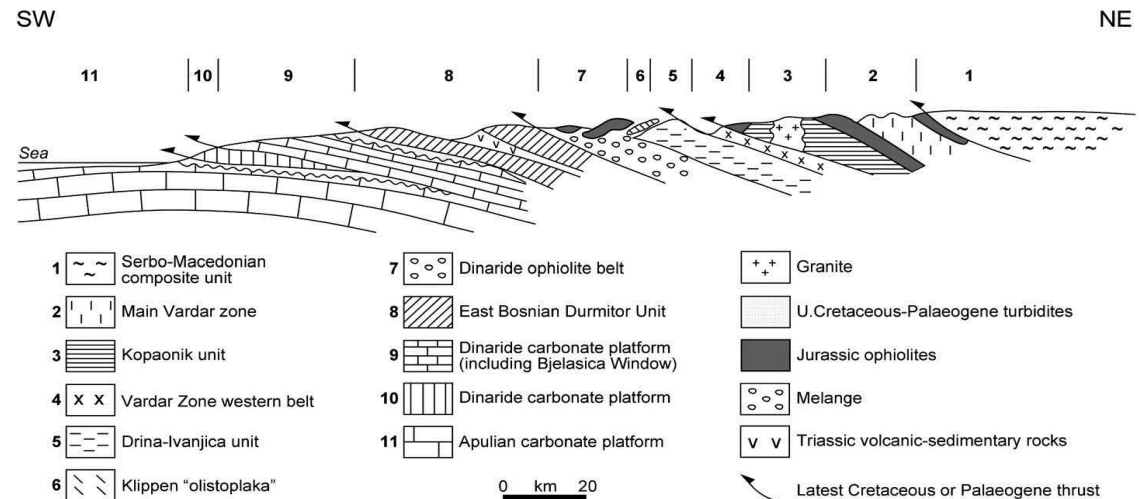 SW
NE
11 10 9 8 7 6 5 4 3 2 1
Sea
1 Serbo-Macedonian
composite unit
2 Main Vardar zone
3 Kopaonik unit
4 Vardar Zone western belt
5 Drina-Ivanjica unit
6 Klippen “olistoplaka”
7 Dinaride ophiolite belt
8 East Bosnian Durmitor Unit
9 Dinaride carbonate platform
(including Bjelasica Window)
10 Dinaride carbonate platform
11 Apulian carbonate platform
0 km 20
Granite
U.Cretaceous-Palaeogene turbidites
Jurassic ophiolites
Melange
Triassic volcanic-sedimentary rocks
Latest Cretaceous or Palaeogene thrust